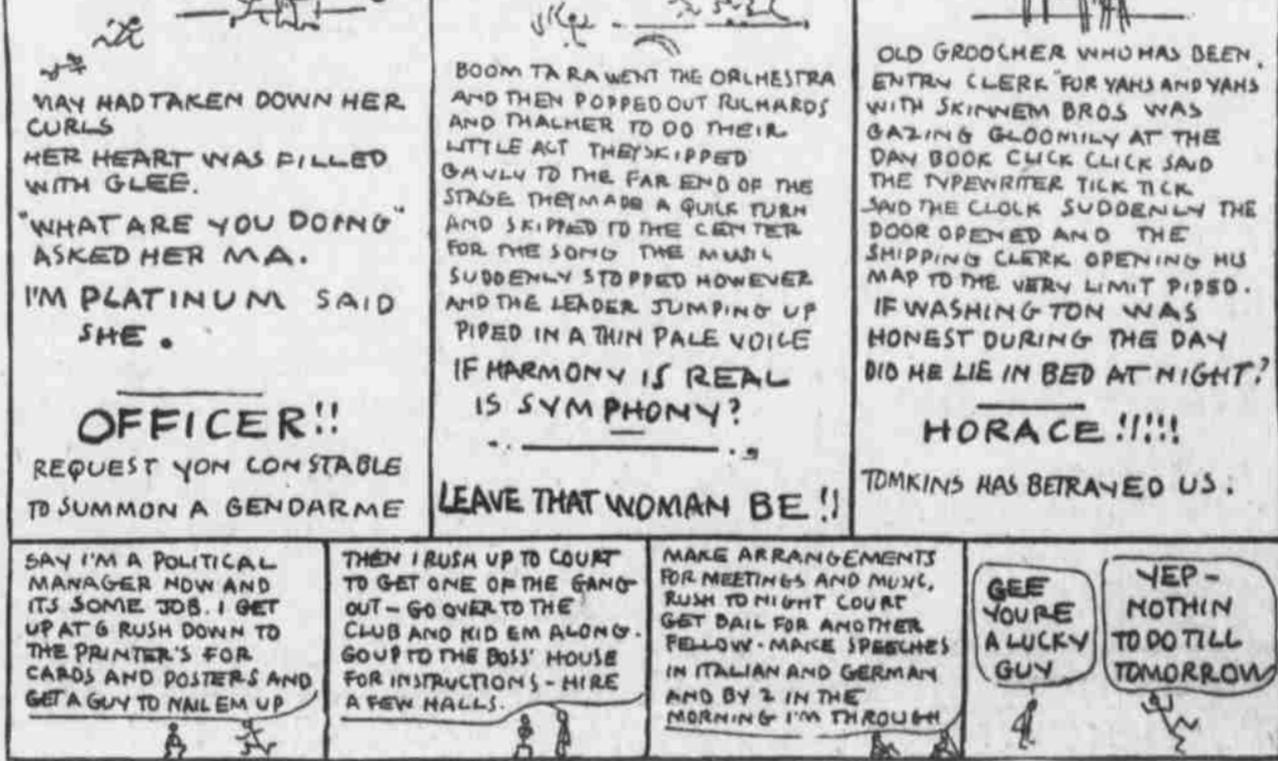 MAY HAD TAKEN DOWN HER
CURLS
HER HEART WAS FILLED
WITH GLEE.
"WHAT ARE YOU DOING"
ASKED HER MA.
I'M PLATINUM SAID
SHE.
OFFICER!!
REQUEST YON CONSTABLE
TO SUMMON A GENDARME
BOOM TA RA WENT THE ORCHESTRA
AND THEN POPPED OUT RICHARDS
AND THALHER TO DO THEIR
LITTLE ACT THEY SKIPPED
GAYLY TO THE FAR END OF THE
STAGE THEY MADE A QUICK TURN
AND SKIPPED TO THE CENTER
FOR THE SONG THE MUSIC
SUDDENLY STOPPED HOWEVER
AND THE LEADER JUMPING UP
PIPED IN A THIN PALE VOICE
IF HARMONY IS REAL
IS SYMPHONY?
LEAVE THAT WOMAN BE!!
OLD GROOCHER WHO HAS BEEN.
ENTRY CLERK FOR YAHS AND YAHS
WITH SKINNEM BROS WAS
GAZING GLOOMILY AT THE
DAY BOOK CLICK CLICK SAID
THE TYPEWRITER TICK TICK
SAID THE CLOCK SUDDENLY THE
DOOR OPENED AND THE
SHIPPING CLERK OPENING HIS
MAP TO THE VERY LIMIT PIPED.
IF WASHINGTON WAS
HONEST DURING THE DAY
DID HE LIE IN BED AT NIGHT?
HORACE!!!!!
TOMKINS HAS BETRAYED US.
SAY I'M A POLITICAL
MANAGER NOW AND
ITS SOME JOB. I GET
UP AT 6 RUSH DOWN TO
THE PRINTER'S FOR
CARDS AND POSTERS AND
GET A GUY TO NAIL EM UP
THEN I RUSH UP TO COURT
TO GET ONE OF THE GANG
OUT - GO OVER TO THE
CLUB AND KID EM ALONG.
GO UP TO THE BOSS' HOUSE
FOR INSTRUCTIONS - HIRE
A FEW HALLS.
MAKE ARRANGEMENTS
FOR MEETINGS AND MUSIC,
RUSH TO NIGHT COURT
GET BAIL FOR ANOTHER
FELLOW - MAKE SPEECHES
IN ITALIAN AND GERMAN
AND BY 2 IN THE
MORNING I'M THROUGH
GEE
YOURE
A LUCKY
GUY
YEP -
NOTHIN
TO DO TILL
TOMORROW